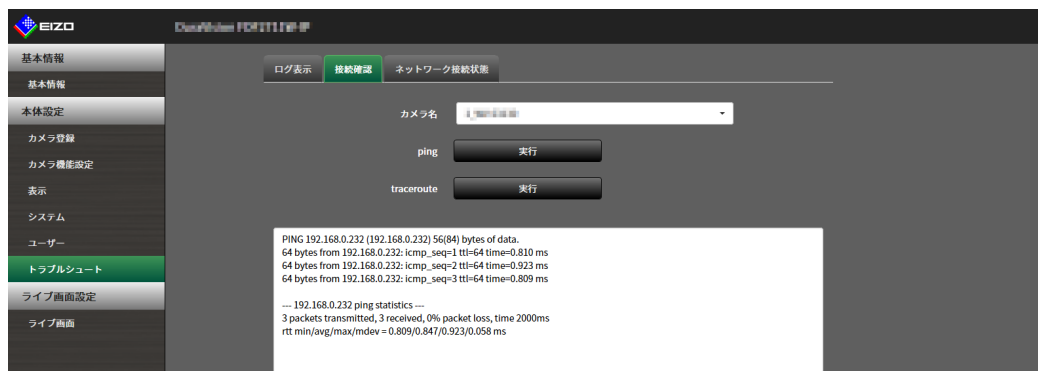 EIZO
基本情報
基本情報
本体設定
カメラ登録
カメラ機能設定
表示
システム
ユーザー
トラブルシュート
ライブ画面設定
ライブ画面
ログ表示 接続確認 ネットワーク接続状態
カメラ名
ping 実行
traceroute 実行
PING 192.168.0.232 (192.168.0.232) 56(84) bytes of data.
64 bytes from 192.168.0.232: icmp_seq=1 ttl=64 time=0.810 ms
64 bytes from 192.168.0.232: icmp_seq=2 ttl=64 time=0.923 ms
64 bytes from 192.168.0.232: icmp_seq=3 ttl=64 time=0.809 ms
--- 192.168.0.232 ping statistics ---
3 packets transmitted, 3 received, 0% packet loss, time 2000ms
rtt min/avg/max/mdev = 0.809/0.847/0.923/0.058 ms